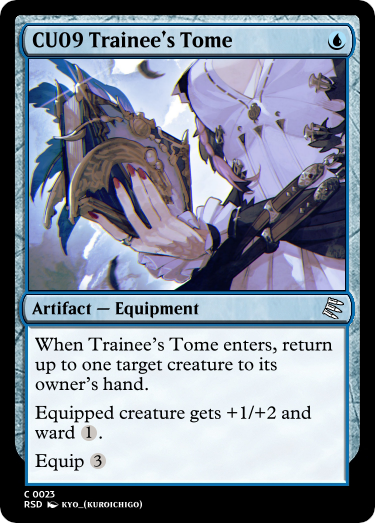 CU09 Trainee's Tome
Artifact — Equipment
When Trainee's Tome enters, return
up to one target creature to its
owner's hand.
Equipped creature gets +1/+2 and
ward 1.
Equip 3
C 0023
RSD KYO_(KUROICHIGO)